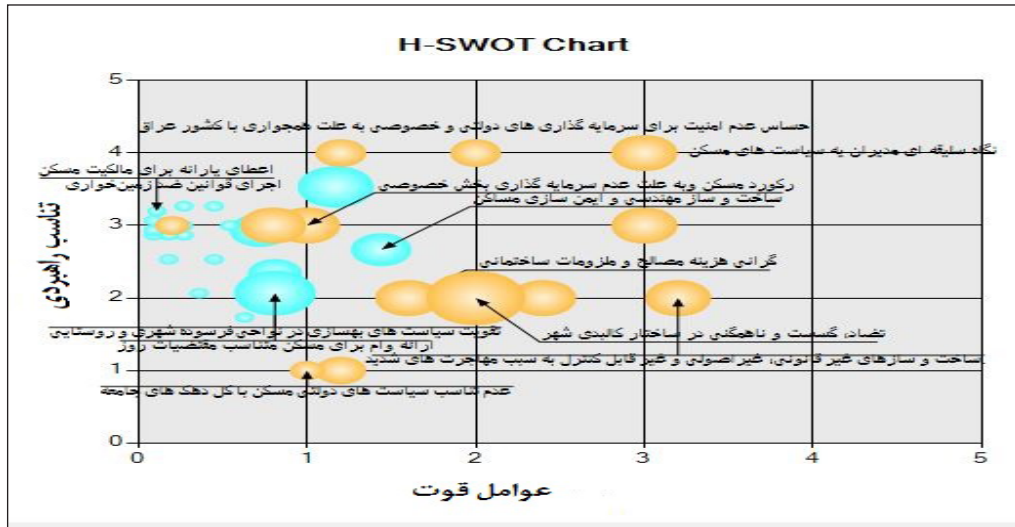 H-SWOT Chart
5
حساس عدم امنیت برای سرمایه گذاری های دولتی و خصوصی به علت همجواری با کشور عراق
4
نگاه سلیقه ای مدیران به سیاست های مسکن
اعطای یارانه برای مالکیت مسکن
اجرای قوانین ضدزمین‌خواری
رکورد مسکن وبه علت عدم سرمایه گذاری بخش خصوصی
ساخت و ساز مهندسی و ایمن سازی مساکن
3
تناسب راهبردی
گرانی هزینه مصالح و ملزومات ساختمانی
2
تقویت سیاست های بهسازی در نواحی‌فرسوده شهری و روستایی
تضاد، گسست و ناهمگنی در ساختار کالبدی شهر
ارائه وام برای مسکن متناسب مقتضیات روز
ساخت و سازهای غیر قانونی، غیر اصولی و غیر قابل کنترل به سبب مهاجرت های شدید
1
عدم تناسب سیاست های دولتی مسکن با کل دهک های جامعه
0
0 1 2 3 4 5
عوامل قوت